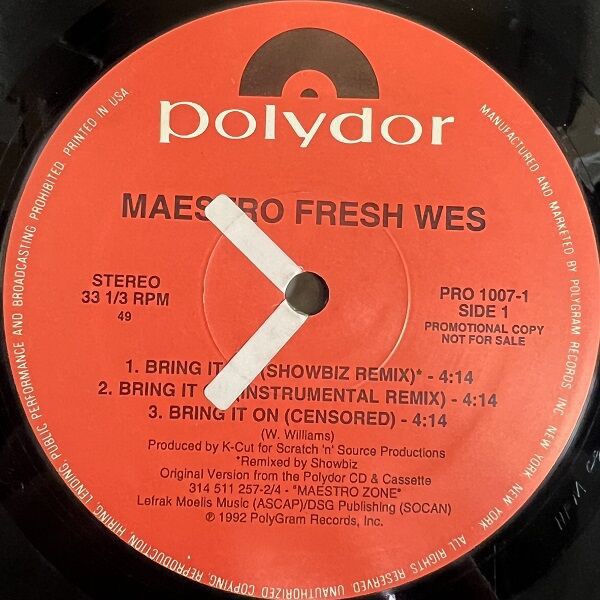 polydor
MAESTRO FRESH WES
STEREO
33 1/3 RPM
49
PRO 1007-1
SIDE 1
PROMOTIONAL COPY
NOT FOR SALE
1. BRING IT (SHOWBIZ REMIX)* - 4:14
2. BRING IT (INSTRUMENTAL REMIX) - 4:14
3. BRING IT ON (CENSORED) - 4:14
(W. Williams)
Produced by K-Cut for Scratch 'n' Source Productions
*Remixed by Showbiz
Original Version from the Polydor CD & Cassette
314 511 257-2/4 - "MAESTRO ZONE"
Lefrak Moelis Music (ASCAP)/DSG Publishing (SOCAN)
℗ 1992 PolyGram Records, Inc.
MANUFACTURED AND MARKETED BY POLYGRAM RECORDS INC. NEW YORK, NEW YORK. ALL RIGHTS RESERVED UNAUTHORIZED COPYING, REPRODUCTION HIRING, LENDING, PUBLIC PERFORMANCE AND BROADCASTING PROHIBITED. PRINTED IN USA.